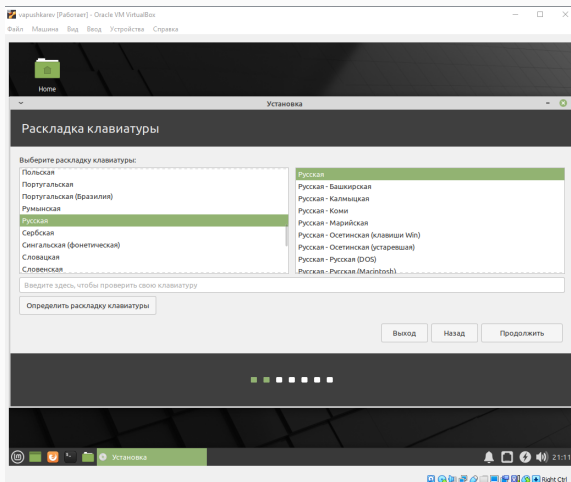 vapushkarev [Работает] - Oracle VM VirtualBox
Файл Машина Вид Ввод Устройства Справка
Home
Установка
Раскладка клавиатуры
Выберите раскладку клавиатуры:
Польская
Португальская
Португальская (Бразилия)
Румынская
Русская
Сербская
Сингальская (фонетическая)
Словацкая
Словенская
Русская
Русская - Башкирская
Русская - Калмыцкая
Русская - Коми
Русская - Марийская
Русская - Осетинская (клавиши Win)
Русская - Осетинская (устаревшая)
Русская - Русская (DOS)
Русская - Русская (Macintosh)
Введите здесь, чтобы проверить свою клавиатуру
Определить раскладку клавиатуры
Выход Назад Продолжить
Установка
21:11
Right Ctrl